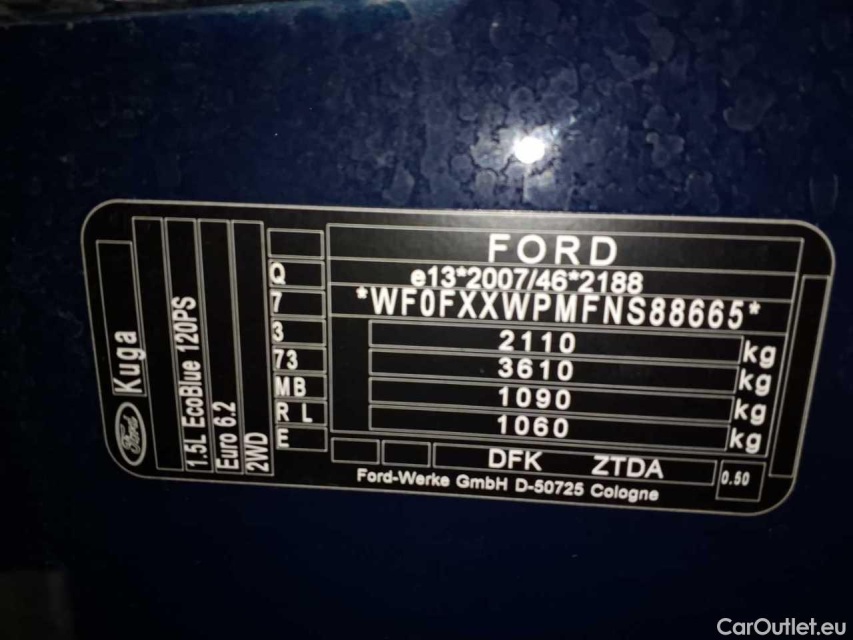 FORD
e13*2007/46*2188
*WF0FXXWPMFNS88665*
2110 kg
3610 kg
1090 kg
1060 kg
DFK ZTDA
0.50
Ford-Werke GmbH D-50725 Cologne
Q
7
3
73
MB
R L
E
Ford
Kuga
1.5L EcoBlue 120PS
Euro 6.2
2WD
CarOutlet.eu